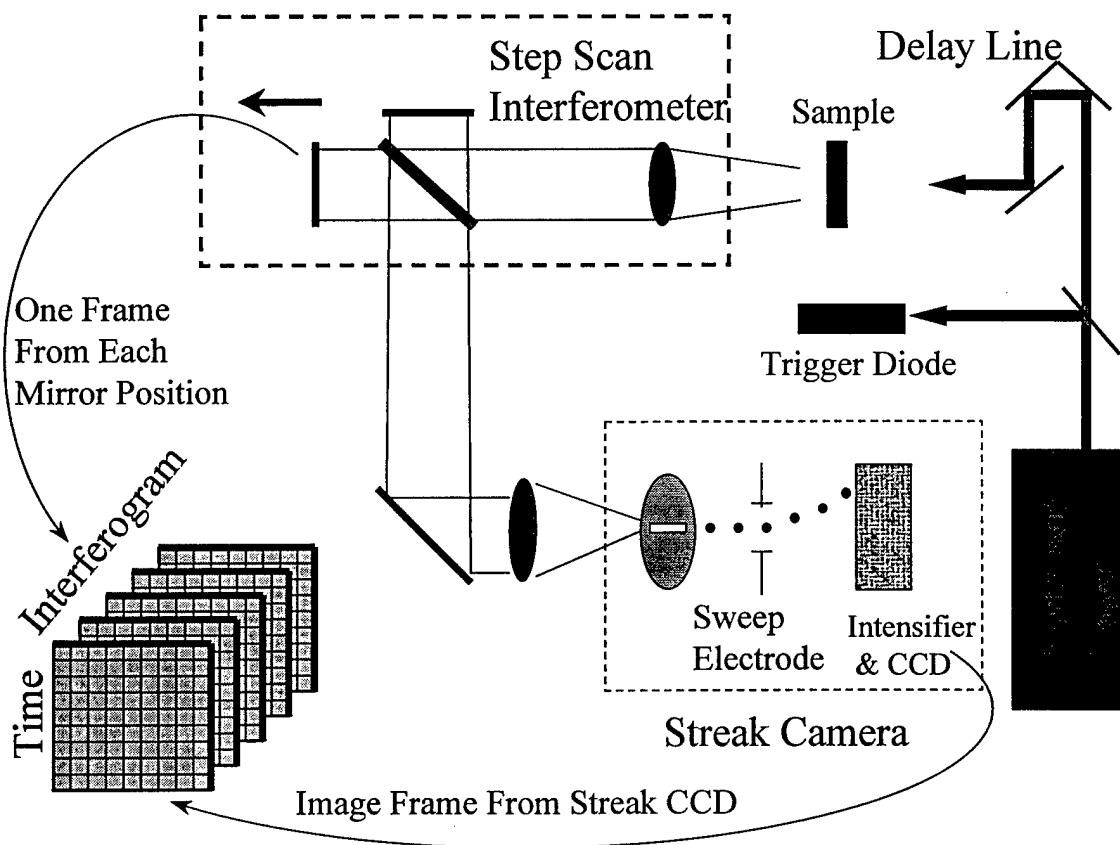 Step Scan
Interferometer
Delay Line
Sample
One Frame
From Each
Mirror Position
Trigger Diode
Interferogram
Time
Sweep
Electrode
Intensifier
& CCD
Streak Camera
Image Frame From Streak CCD